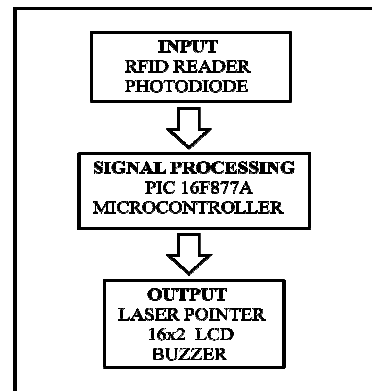 INPUT
RFID READER
PHOTODIODE
SIGNAL PROCESSING
PIC 16F877A
MICROCONTROLLER
OUTPUT
LASER POINTER
16x2 LCD
BUZZER